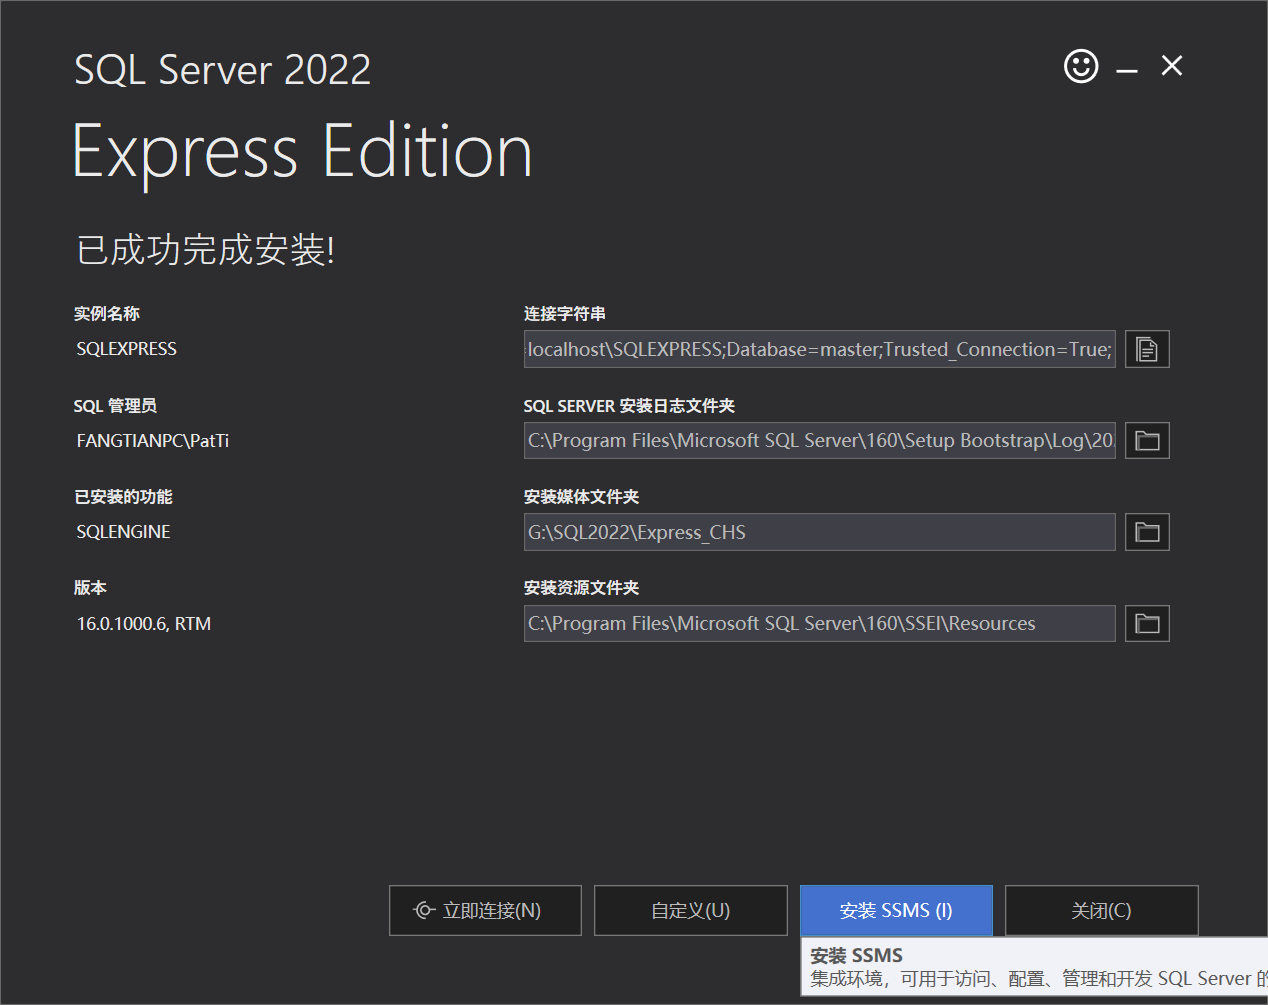 SQL Server 2022
Express Edition
已成功完成安装!
实例名称
SQLEXPRESS
连接字符串
localhost\SQLEXPRESS;Database=master;Trusted_Connection=True;
SQL 管理员
FANGTIANPC\PatTi
SQL SERVER 安装日志文件夹
C:\Program Files\Microsoft SQL Server\160\Setup Bootstrap\Log\20
已安装的功能
SQLENGINE
安装媒体文件夹
G:\SQL2022\Express_CHS
版本
16.0.1000.6, RTM
安装资源文件夹
C:\Program Files\Microsoft SQL Server\160\SSEI\Resources
立即连接(N)
自定义(U)
安装 SSMS (I)
关闭(C)
安装 SSMS
集成环境，可用于访问、配置、管理和开发 SQL Server 的